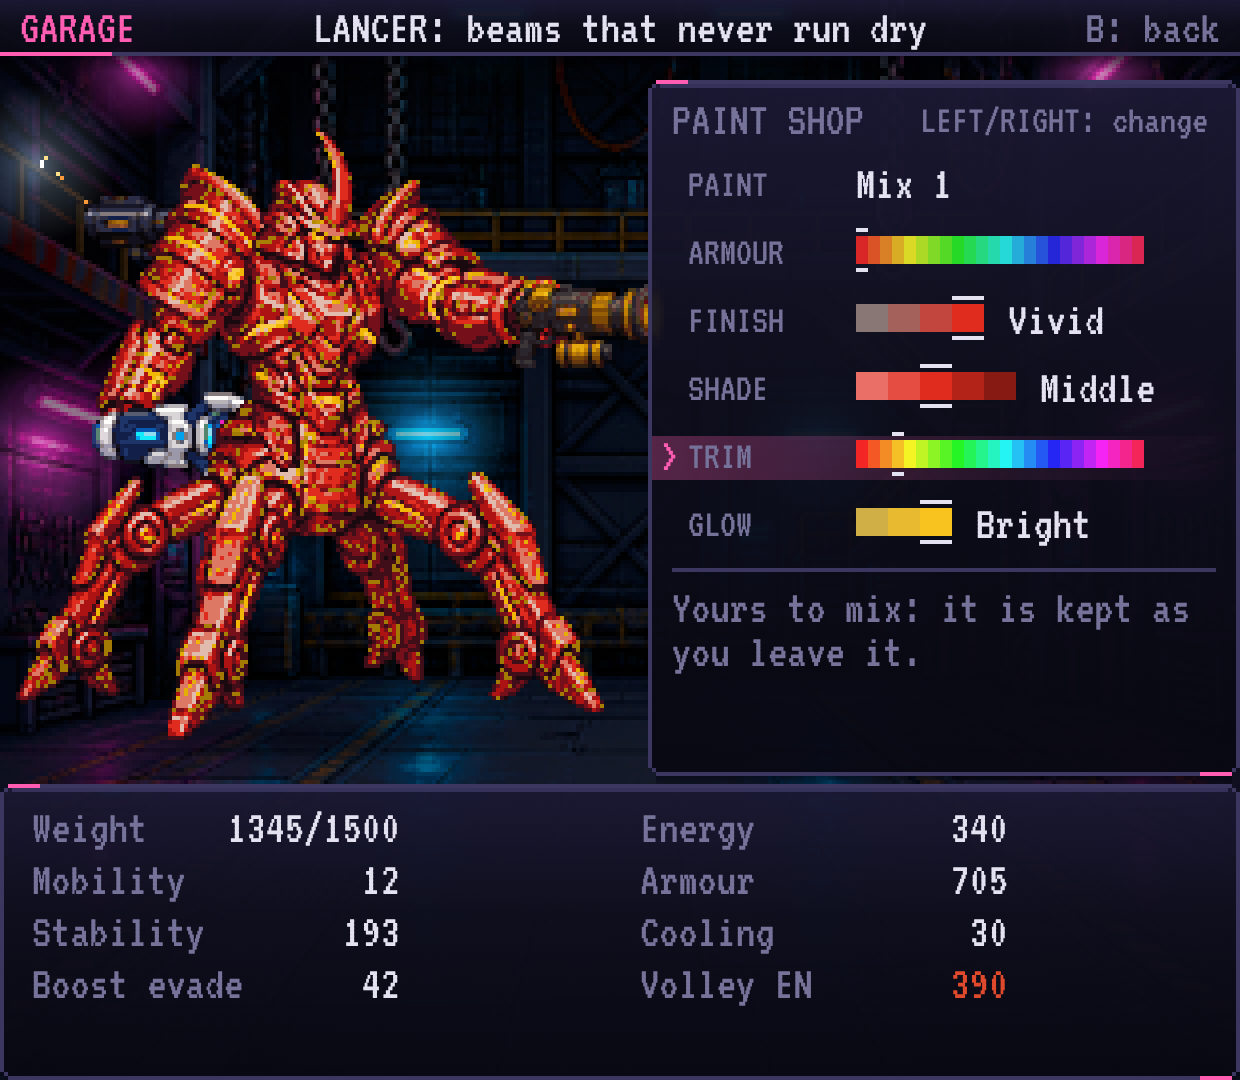 GARAGE LANCER: beams that never run dry B: back
PAINT SHOP LEFT/RIGHT: change
PAINT Mix 1
ARMOUR
FINISH Vivid
SHADE Middle
TRIM
GLOW Bright
Yours to mix: it is kept as
you leave it.
Weight 1345/1500 Energy 340
Mobility 12 Armour 705
Stability 193 Cooling 30
Boost evade 42 Volley EN 390